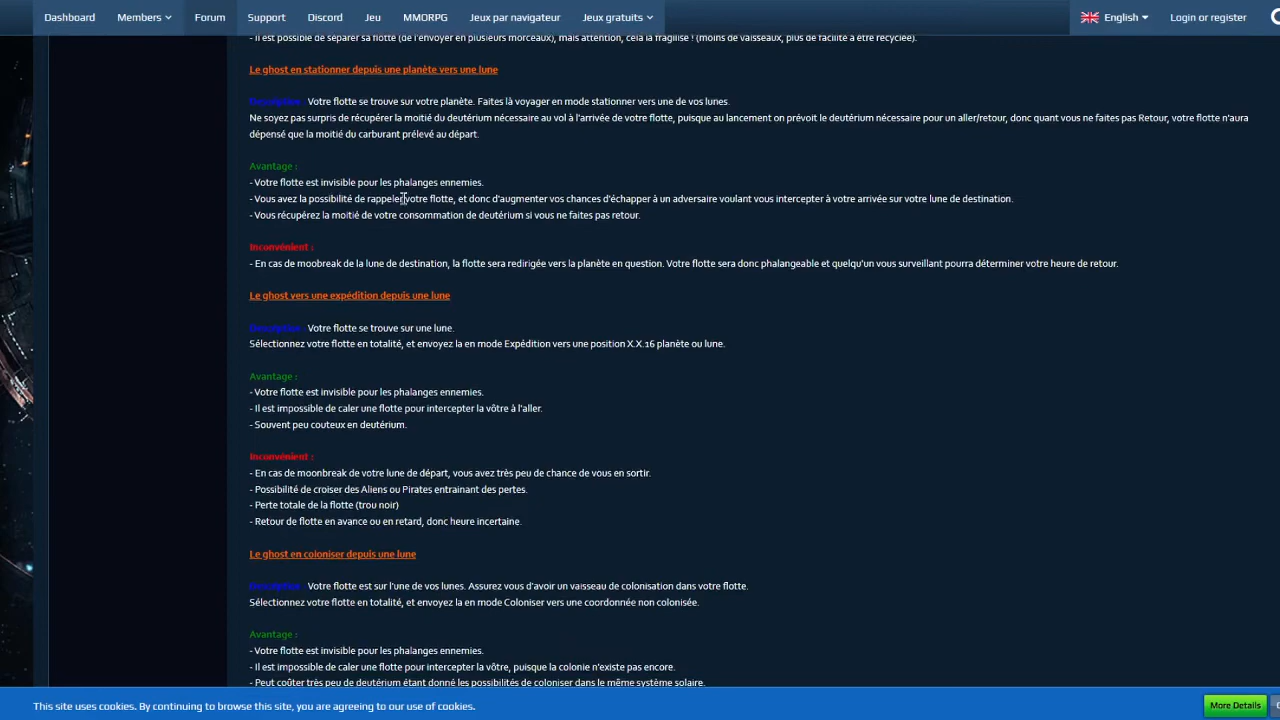 Dashboard Members Forum Support Discord Jeu MMORPG Jeux par navigateur Jeux gratuits English Login or register
- Il est possible de séparer sa flotte (de l'envoyer en plusieurs morceaux), mais attention, cela la fragilise ! (moins de vaisseaux, plus de facilité à être recyclée).
Le ghost en stationner depuis une planète vers une lune
Description : Votre flotte se trouve sur votre planète. Faites là voyager en mode stationner vers une de vos lunes.
Ne soyez pas surpris de récupérer la moitié du deutérium nécessaire au vol à l'arrivée de votre flotte, puisque au lancement on prévoit le deutérium nécessaire pour un aller/retour, donc quant vous ne faites pas Retour, votre flotte n'aura
dépensé que la moitié du carburant prélevé au départ.
Avantage :
- Votre flotte est invisible pour les phalanges ennemies.
- Vous avez la possibilité de rappeler votre flotte, et donc d'augmenter vos chances d'échapper à un adversaire voulant vous intercepter à votre arrivée sur votre lune de destination.
- Vous récupérez la moitié de votre consommation de deutérium si vous ne faites pas retour.
Inconvénient :
- En cas de moobreak de la lune de destination, la flotte sera redirigée vers la planète en question. Votre flotte sera donc phalangeable et quelqu'un vous surveillant pourra déterminer votre heure de retour.
Le ghost vers une expédition depuis une lune
Description : Votre flotte se trouve sur une lune.
Sélectionnez votre flotte en totalité, et envoyez la en mode Expédition vers une position X.X.16 planète ou lune.
Avantage :
- Votre flotte est invisible pour les phalanges ennemies.
- Il est impossible de caler une flotte pour intercepter la vôtre à l'aller.
- Souvent peu couteux en deutérium.
Inconvénient :
- En cas de moonbreak de votre lune de départ, vous avez très peu de chance de vous en sortir.
- Possibilité de croiser des Aliens ou Pirates entrainant des pertes.
- Perte totale de la flotte (trou noir)
- Retour de flotte en avance ou en retard, donc heure incertaine.
Le ghost en coloniser depuis une lune
Description : Votre flotte est sur l'une de vos lunes. Assurez vous d'avoir un vaisseau de colonisation dans votre flotte.
Sélectionnez votre flotte en totalité, et envoyez la en mode Coloniser vers une coordonnée non colonisée.
Avantage :
- Votre flotte est invisible pour les phalanges ennemies.
- Il est impossible de caler une flotte pour intercepter la vôtre, puisque la colonie n'existe pas encore.
- Peut coûter très peu de deutérium étant donné les possibilités de coloniser dans le même système solaire.
This site uses cookies. By continuing to browse this site, you are agreeing to our use of cookies. More Details